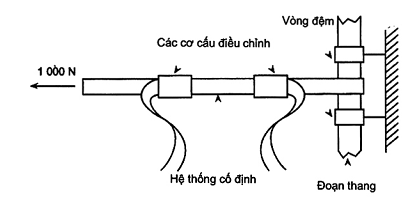 Vòng đệm
Các cơ cấu điều chỉnh
1 000 N
Hệ thống cố định
Đoạn thang